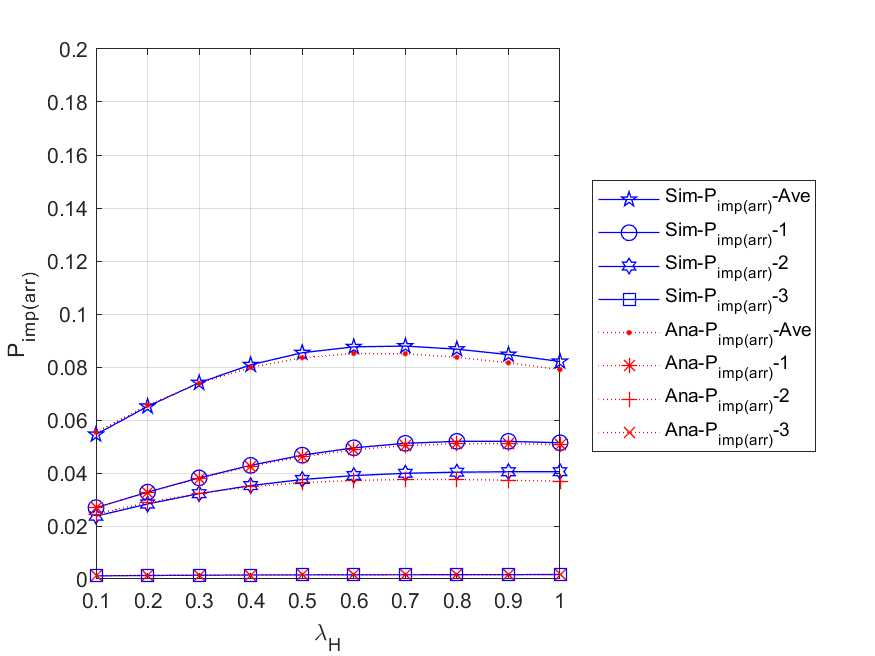 0.2
0.18
0.16
0.14
0.12
0.1
0.08
0.06
0.04
0.02
0
P_imp(arr)
0.1 0.2 0.3 0.4 0.5 0.6 0.7 0.8 0.9 1
λ_H
Sim-P_imp(arr)-Ave
Sim-P_imp(arr)-1
Sim-P_imp(arr)-2
Sim-P_imp(arr)-3
Ana-P_imp(arr)-Ave
Ana-P_imp(arr)-1
Ana-P_imp(arr)-2
Ana-P_imp(arr)-3